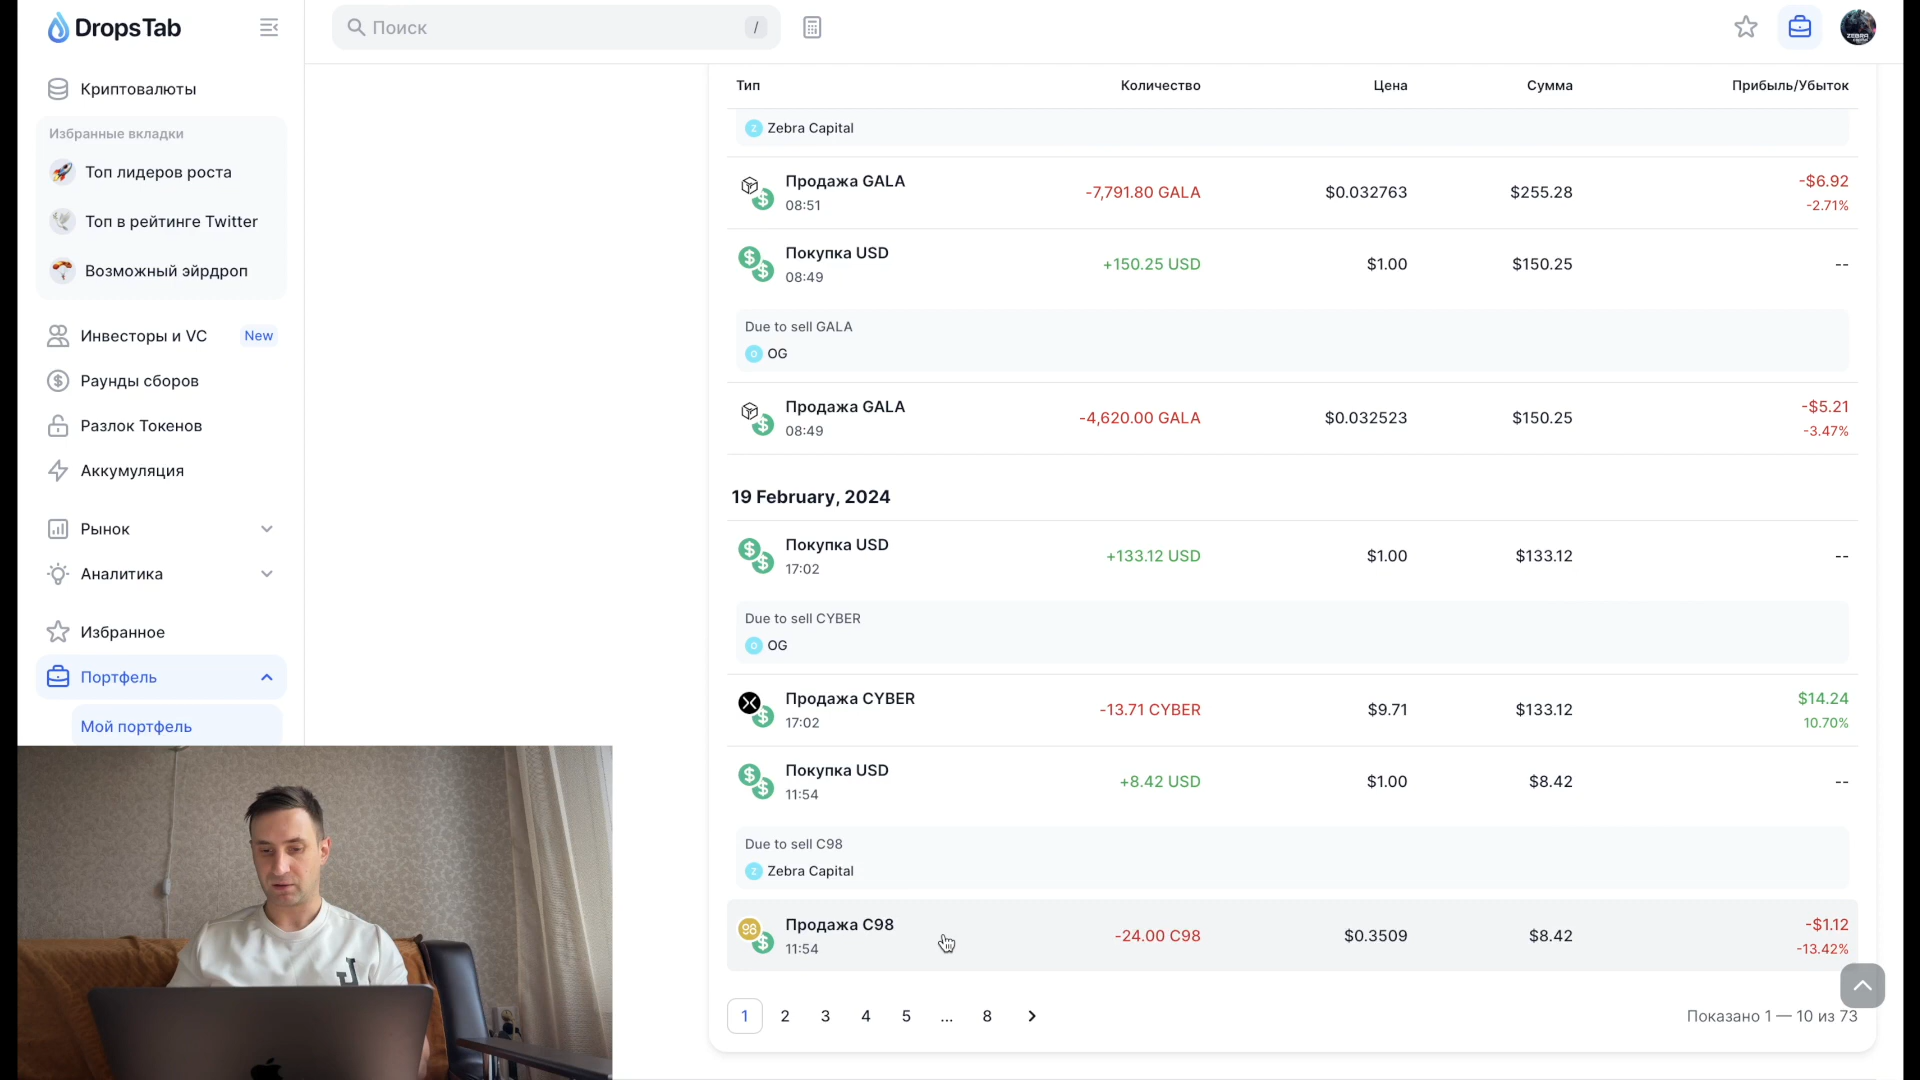 DropsTab
Поиск
/
Криптовалюты
Избранные вкладки
Топ лидеров роста
Топ в рейтинге Twitter
Возможный эйрдроп
Инвесторы и VC New
Раунды сборов
Разлок Токенов
Аккумуляция
Рынок
Аналитика
Избранное
Портфель
Мой портфель
Тип Количество Цена Сумма Прибыль/Убыток
Z Zebra Capital
Продажа GALA -7,791.80 GALA $0.032763 $255.28 -$6.92
08:51 -2.71%
Покупка USD +150.25 USD $1.00 $150.25 --
08:49
Due to sell GALA
O OG
Продажа GALA -4,620.00 GALA $0.032523 $150.25 -$5.21
08:49 -3.47%
19 February, 2024
Покупка USD +133.12 USD $1.00 $133.12 --
17:02
Due to sell CYBER
O OG
Продажа CYBER -13.71 CYBER $9.71 $133.12 $14.24
17:02 10.70%
Покупка USD +8.42 USD $1.00 $8.42 --
11:54
Due to sell C98
Z Zebra Capital
98 Продажа C98 -24.00 C98 $0.3509 $8.42 -$1.12
11:54 -13.42%
1 2 3 4 5 ... 8
Показано 1 — 10 из 73